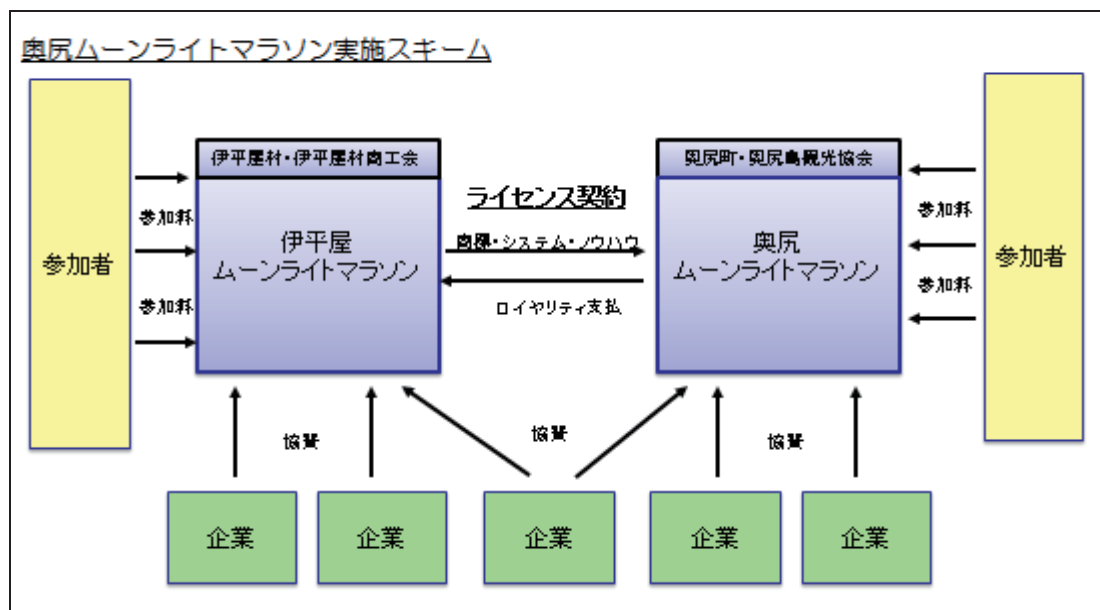 奥尻ムーンライトマラソン実施スキーム
伊平屋村・伊平屋村商工会
奥尻町・奥尻島観光協会
ライセンス契約
参加料
参加料
商標・システム・ノウハウ
伊平屋
ムーンライトマラソン
奥尻
ムーンライトマラソン
参加者
参加者
参加料
参加料
ロイヤリティ支払
協賛
協賛
協賛
企業
企業
企業
企業
企業